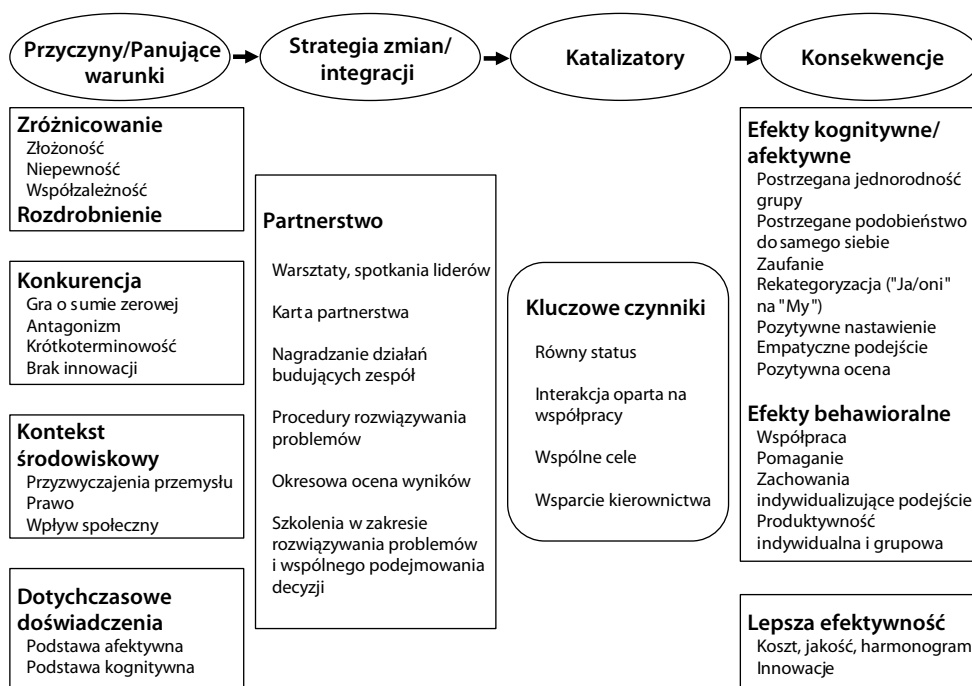 Przyczyny/Panujące
warunki
Strategia zmian/
integracji
Katalizatory
Konsekwencje
Zróżnicowanie
Złożoność
Niepewność
Współzależność
Rozdrobnienie
Konkurencja
Gra o sumie zerowej
Antagonizm
Krótkoterminowość
Brak innowacji
Kontekst
środowiskowy
Przyzwyczajenia przemysłu
Prawo
Wpływ społeczny
Dotychczasowe
doświadczenia
Podstawa afektywna
Podstawa kognitywna
Partnerstwo
Warsztaty, spotkania liderów
Karta partnerstwa
Nagradzanie działań
budujących zespół
Procedury rozwiązywania
problemów
Okresowa ocena wyników
Szkolenia w zakresie
rozwiązywania problemów
i wspólnego podejmowania
decyzji
Kluczowe czynniki
Równy status
Interakcja oparta na
współpracy
Wspólne cele
Wsparcie kierownictwa
Efekty kognitywne/
afektywne
Postrzegana jednorodność
grupy
Postrzegane podobieństwo
do samego siebie
Zaufanie
Rekategoryzacja ("Ja/oni"
na "My")
Pozytywne nastawienie
Empatyczne podejście
Pozytywna ocena
Efekty behawioralne
Współpraca
Pomaganie
Zachowania
indywidualizujące podejście
Produktywność
indywidualna i grupowa
Lepsza efektywność
Koszt, jakość, harmonogram
Innowacje